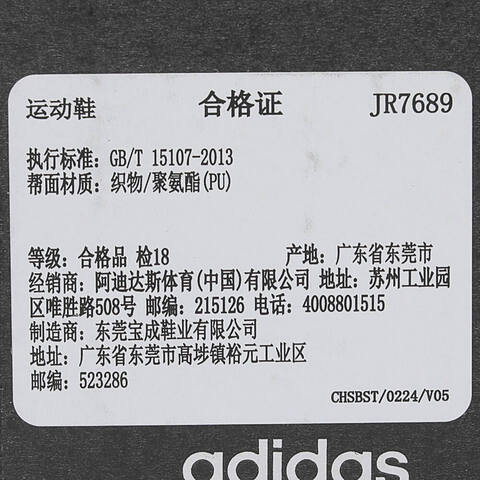 运动鞋 合格证 JR7689
执行标准: GB/T 15107-2013
帮面材质: 织物/聚氨酯(PU)
等级: 合格品 检18 产地: 广东省东莞市
经销商: 阿迪达斯体育(中国)有限公司 地址: 苏州工业园
区唯胜路508号 邮编: 215126 电话: 4008801515
制造商: 东莞宝成鞋业有限公司
地址: 广东省东莞市高埗镇裕元工业区
邮编: 523286
CHSBST/0224/V05
adidas